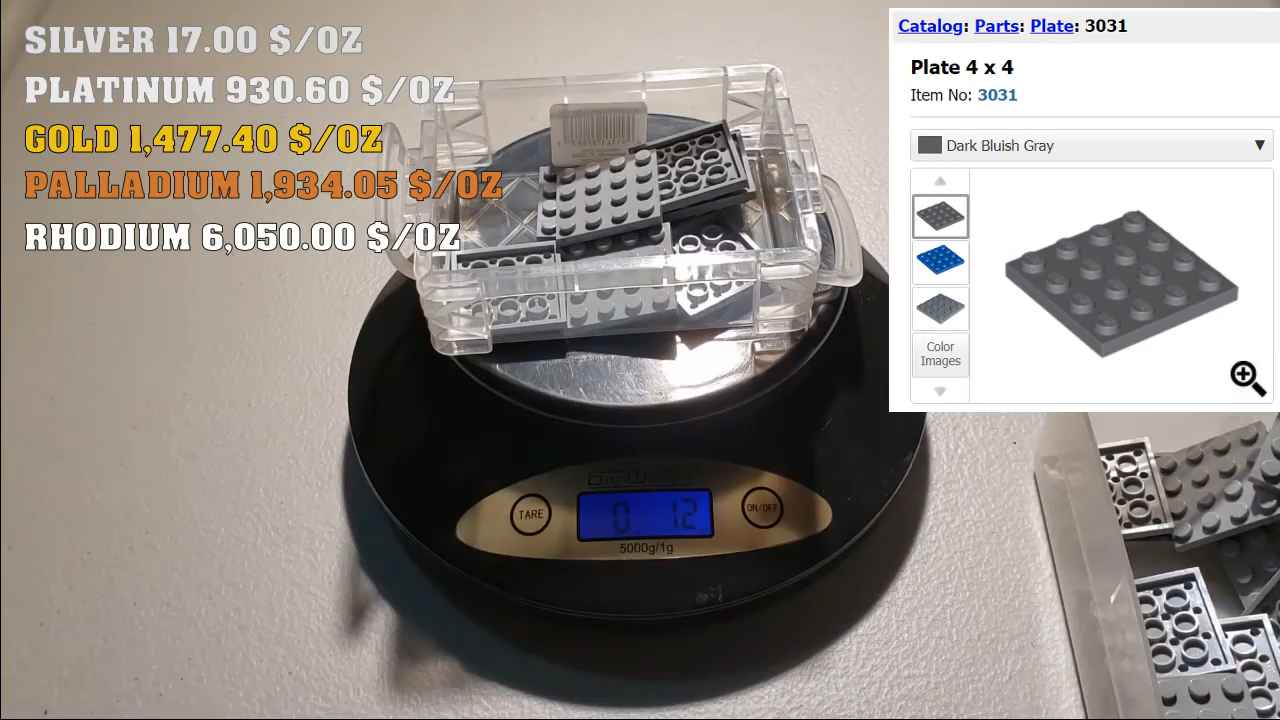 SILVER 17.00 $/OZ
PLATINUM 930.60 $/OZ
GOLD 1,477.40 $/OZ
PALLADIUM 1,934.05 $/OZ
RHODIUM 6,050.00 $/OZ
Catalog: Parts: Plate: 3031
Plate 4 x 4
Item No: 3031
Dark Bluish Gray
Color
Images
TARE
0 12
ON/OFF
5000g/1g